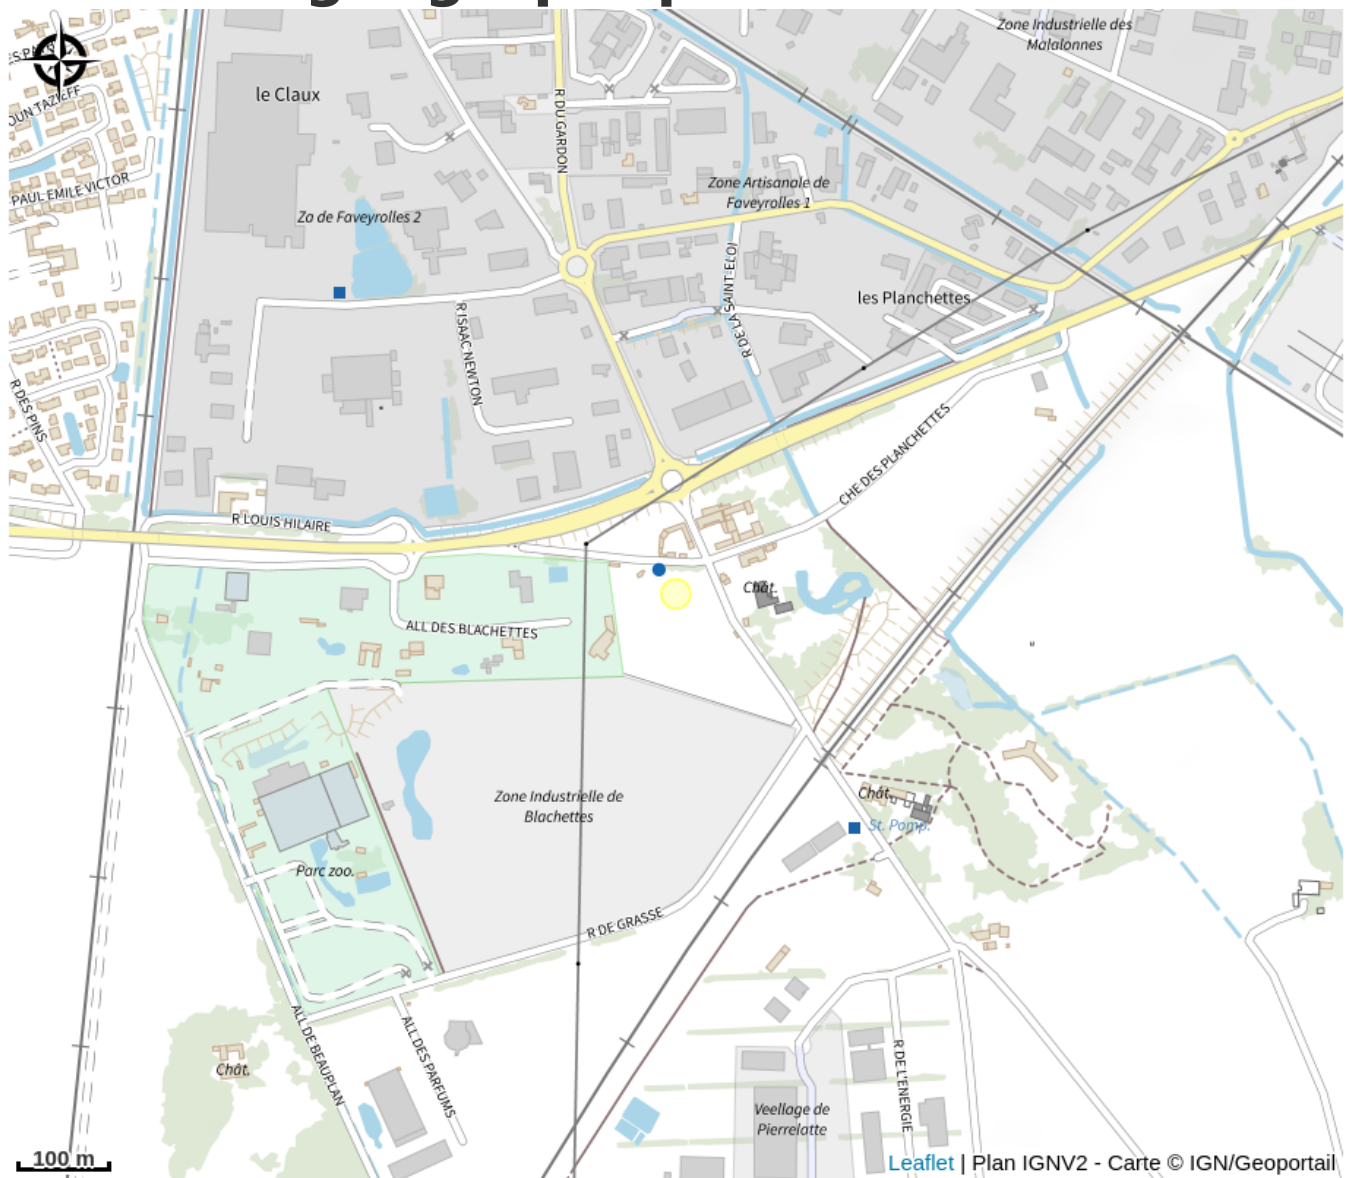 Zone Industrielle des
Malalonnes
le Claux
OUN TAZIEFF
R DU GARDON
PAUL EMILE VICTOR
Zone Artisanale de
Faveyrolles 1
Za de Faveyrolles 2
R DE LA SAINT-ELOI
les Planchettes
R ISAAC NEWTON
R DES PINS
CHE DES PLANCHETTES
R LOUIS HILAIRE
Chât.
ALL DES BLACHETTES
Zone Industrielle de
Blachettes
Chât.
St. Pomp.
Parc zoo.
R DE GRASSE
ALL DE BEAUPLAN
ALL DES PARFUMS
R DE L'ENERGIE
Chât.
Veellage de
Pierrelatte
100 m
Leaflet | Plan IGNV2 - Carte © IGN/Geoportail